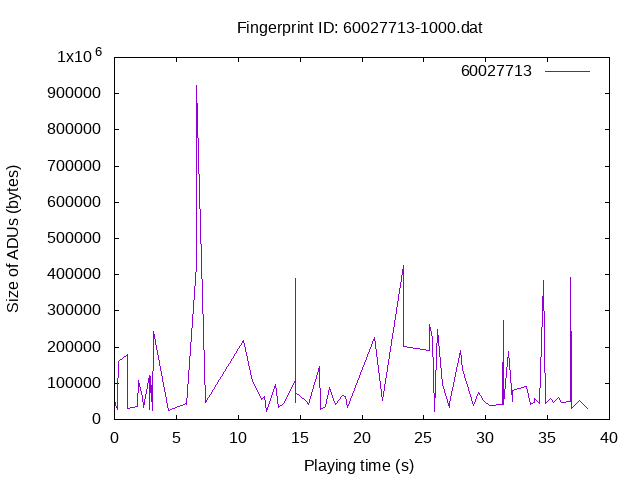 Fingerprint ID: 60027713-1000.dat
1x10^6
60027713
900000
800000
700000
600000
500000
400000
300000
200000
100000
0
Size of ADUs (bytes)
0 5 10 15 20 25 30 35 40
Playing time (s)